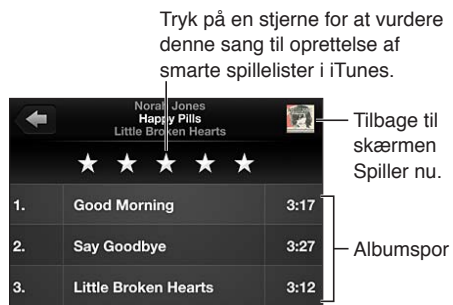 Tryk på en stjerne for at vurdere
denne sang til oprettelse af
smarte spillelister i iTunes.
Norah Jones
Happy Pills
Little Broken Hearts
Tilbage til
skærmen
Spiller nu.
1. Good Morning 3:17
2. Say Goodbye 3:27
3. Little Broken Hearts 3:12
Albumspor